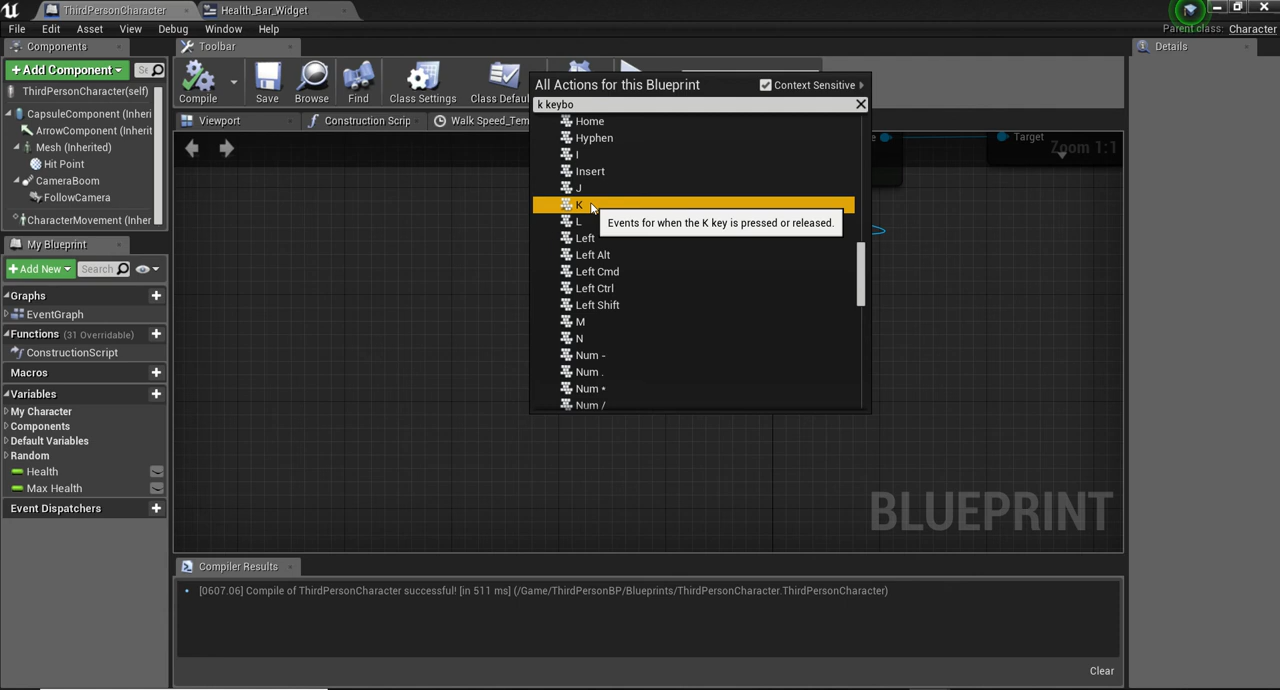 ThirdPersonCharacter
Health_Bar_Widget
File Edit Asset View Debug Window Help
Parent class: Character
Components
Toolbar
Details
+ Add Component
ThirdPersonCharacter(self)
CapsuleComponent (Inheri
ArrowComponent (Inherit
Mesh (Inherited)
Hit Point
CameraBoom
FollowCamera
CharacterMovement (Inher
Compile
Save
Browse
Find
Class Settings
Class Defau
Viewport
Construction Scrip
Walk Speed_Tem
All Actions for this Blueprint
Context Sensitive
k keybo
Home
Hyphen
I
Insert
J
K
Events for when the K key is pressed or released.
L
Left
Left Alt
Left Cmd
Left Ctrl
Left Shift
M
N
Num -
Num .
Num *
Num /
Target
Zoom 1:1
My Blueprint
+ Add New
Search
Graphs
EventGraph
Functions (31 Overridable)
ConstructionScript
Macros
Variables
My Character
Components
Default Variables
Random
Health
Max Health
Event Dispatchers
BLUEPRINT
Compiler Results
[0607.06] Compile of ThirdPersonCharacter successful! [in 511 ms] (/Game/ThirdPersonBP/Blueprints/ThirdPersonCharacter.ThirdPersonCharacter)
Clear